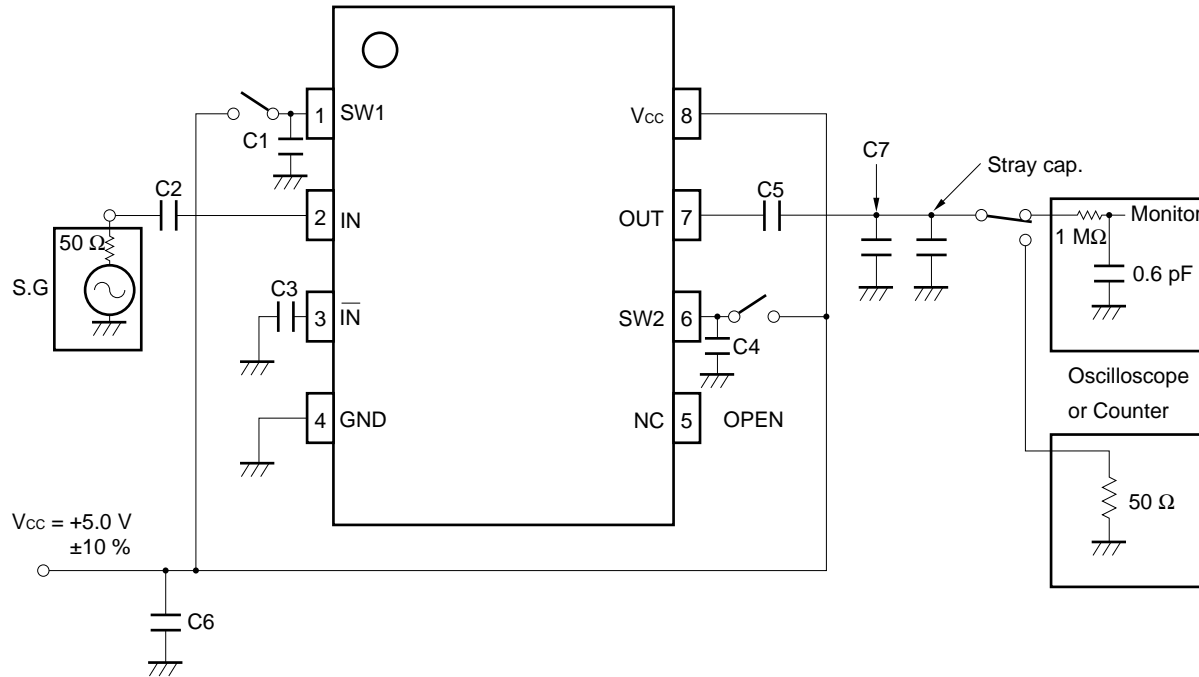 1 SW1
C1
C2
2 IN
50 Ω
S.G
C3
3 IN
4 GND
VCC = +5.0 V
±10 %
C6
VCC 8
OUT 7
C5
C7
Stray cap.
SW2 6
C4
NC 5 OPEN
Monitor
1 MΩ
0.6 pF
Oscilloscope
or Counter
50 Ω